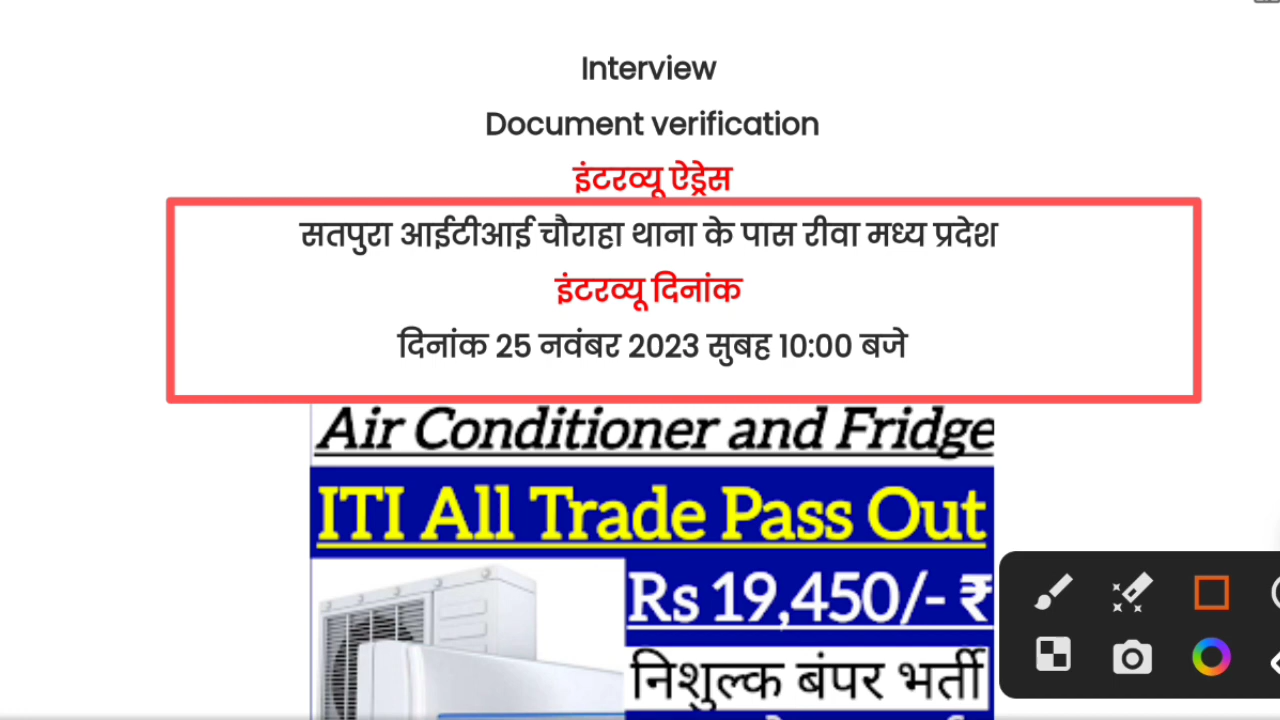 Interview
Document verification
इंटरव्यू ऐड्रेस
सतपुरा आईटीआई चौराहा थाना के पास रीवा मध्य प्रदेश
इंटरव्यू दिनांक
दिनांक 25 नवंबर 2023 सुबह 10:00 बजे
Air Conditioner and Fridge
ITI All Trade Pass Out
Rs 19,450/- ₹
निशुल्क बंपर भर्ती